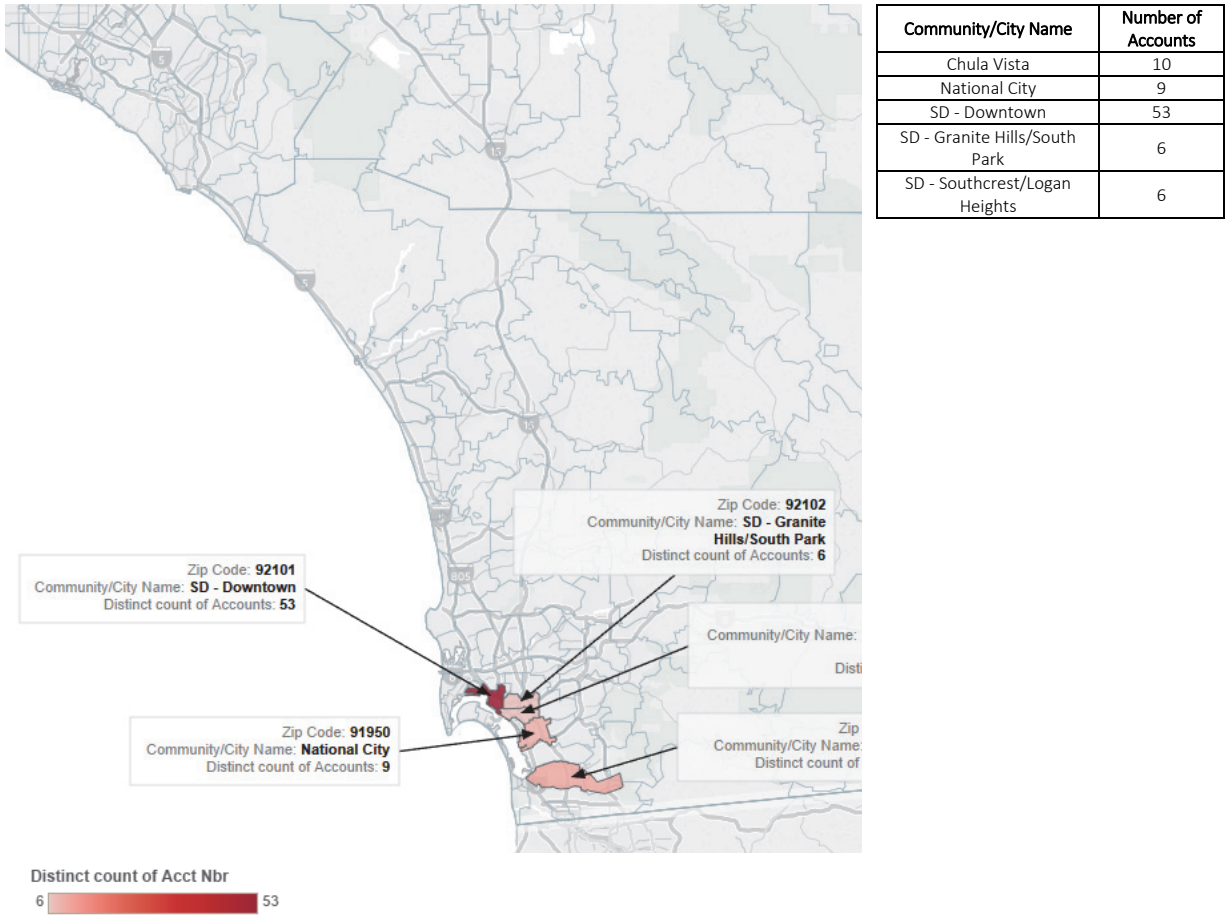 Community/City Name
Number of
Accounts
Chula Vista
10
National City
9
SD - Downtown
53
SD - Granite Hills/South
Park
6
SD - Southcrest/Logan
Heights
6
5
15
5
15
5
805
Zip Code: 92102
Community/City Name: SD - Granite
Hills/South Park
Distinct count of Accounts: 6
Zip Code: 92101
Community/City Name: SD - Downtown
Distinct count of Accounts: 53
Community/City Name:
Disti
Zip Code: 91950
Community/City Name: National City
Distinct count of Accounts: 9
Zip
Community/City Name:
Distinct count of
Distinct count of Acct Nbr
6
53